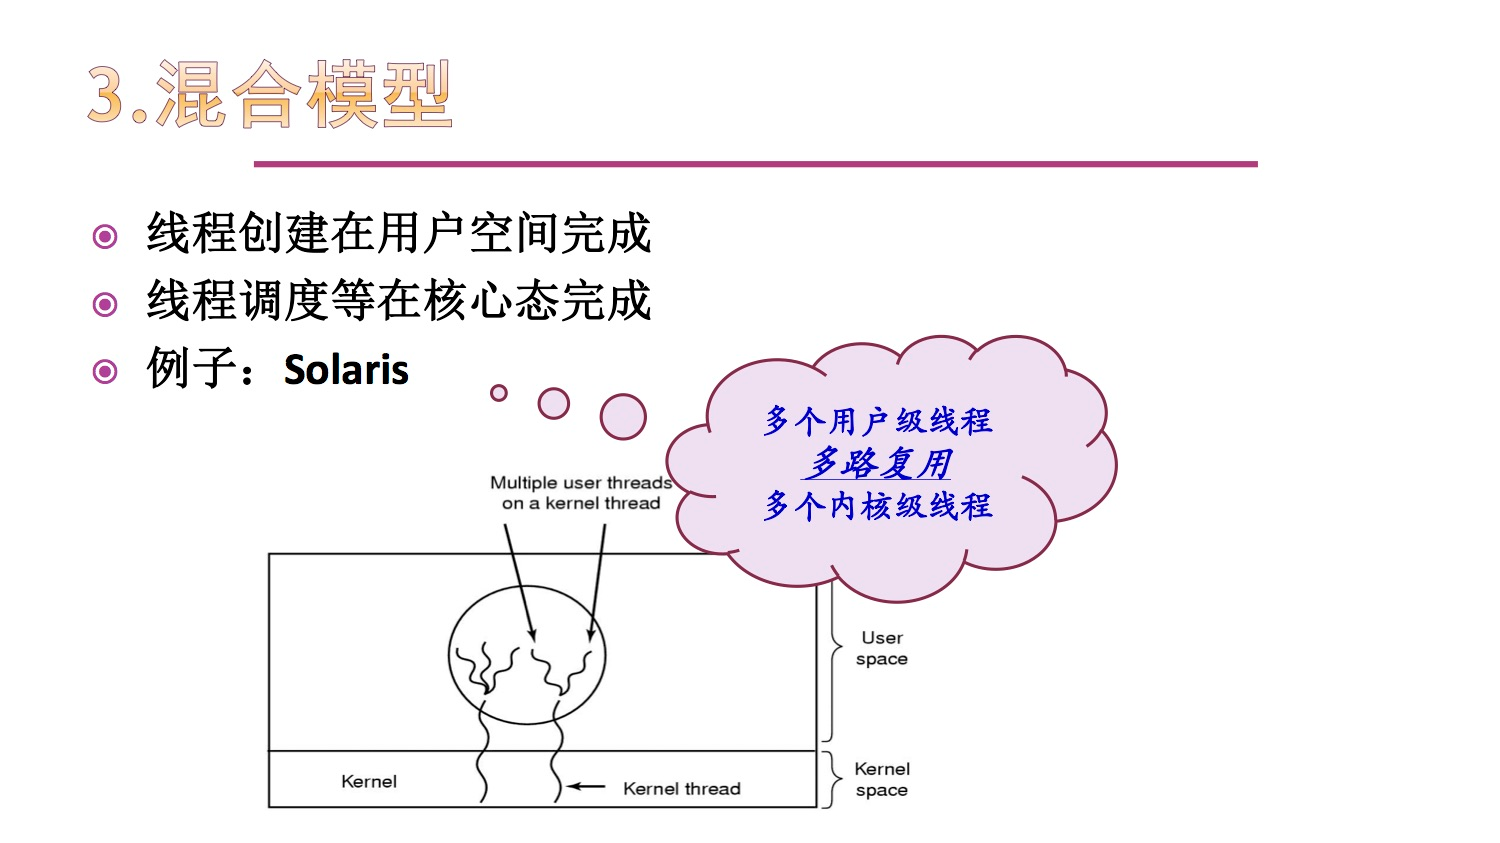 3.混合模型
线程创建在用户空间完成
线程调度等在核心态完成
例子：Solaris
多个用户级线程
多路复用
多个内核级线程
Multiple user threads
on a kernel thread
User
space
Kernel
Kernel thread
Kernel
space